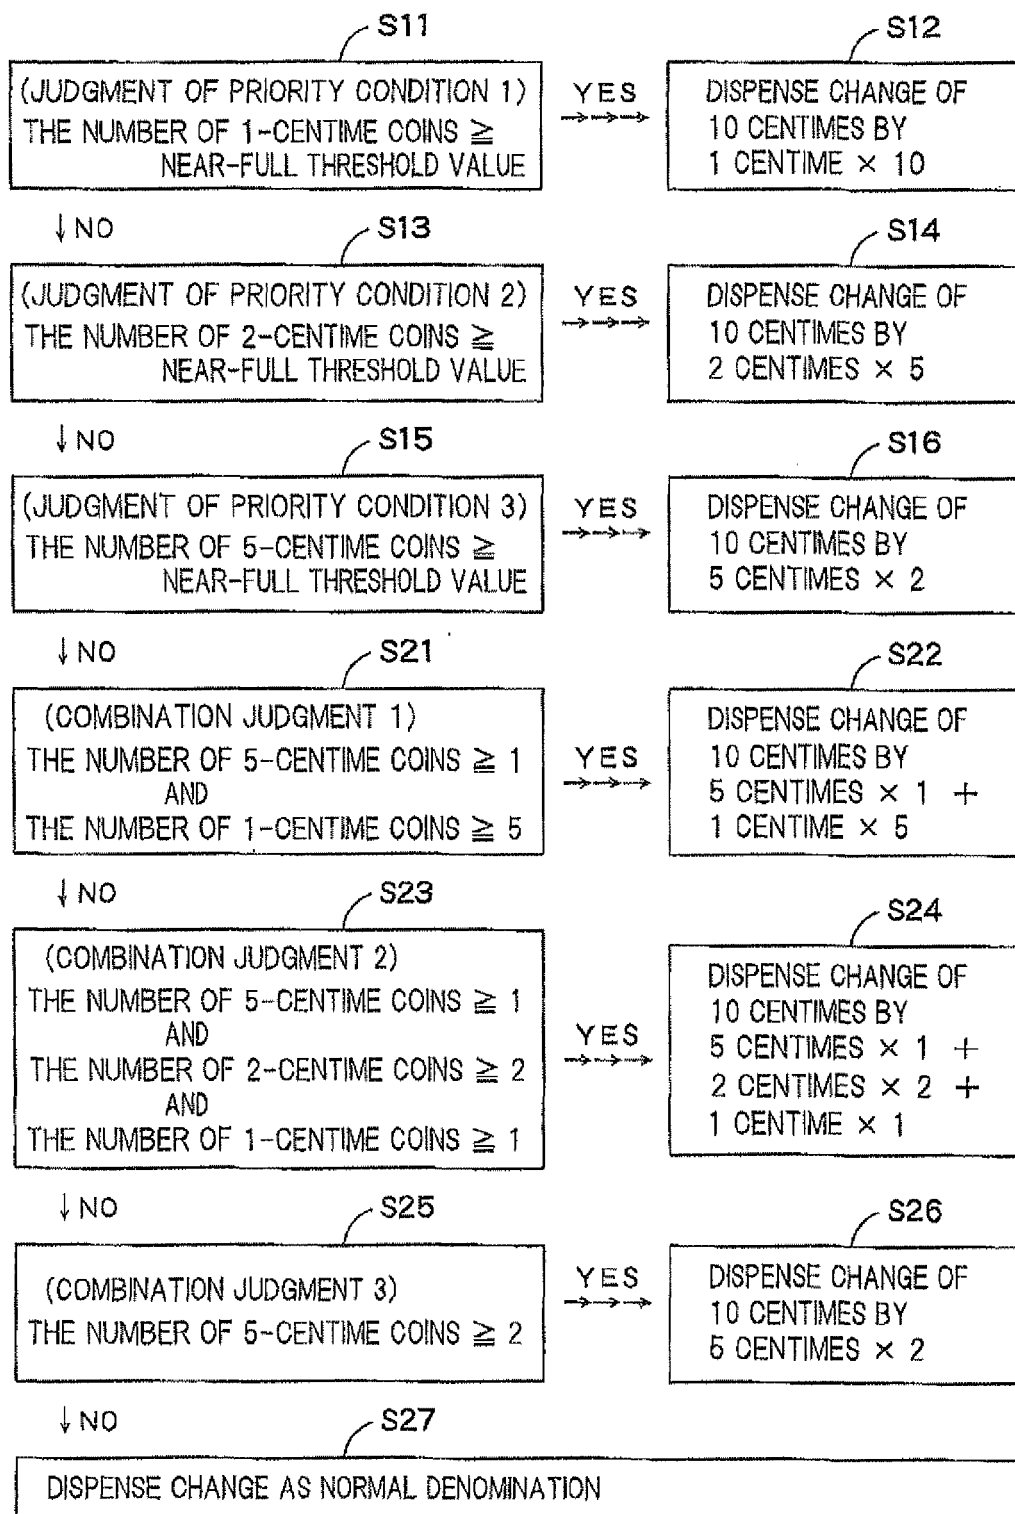 S11
(JUDGMENT OF PRIORITY CONDITION 1)
THE NUMBER OF 1-CENTIME COINS ≧
NEAR-FULL THRESHOLD VALUE
YES
S12
DISPENSE CHANGE OF
10 CENTIMES BY
1 CENTIME × 10
↓ NO
S13
(JUDGMENT OF PRIORITY CONDITION 2)
THE NUMBER OF 2-CENTIME COINS ≧
NEAR-FULL THRESHOLD VALUE
YES
S14
DISPENSE CHANGE OF
10 CENTIMES BY
2 CENTIMES × 5
↓ NO
S15
(JUDGMENT OF PRIORITY CONDITION 3)
THE NUMBER OF 5-CENTIME COINS ≧
NEAR-FULL THRESHOLD VALUE
YES
S16
DISPENSE CHANGE OF
10 CENTIMES BY
5 CENTIMES × 2
↓ NO
S21
(COMBINATION JUDGMENT 1)
THE NUMBER OF 5-CENTIME COINS ≧ 1
AND
THE NUMBER OF 1-CENTIME COINS ≧ 5
YES
S22
DISPENSE CHANGE OF
10 CENTIMES BY
5 CENTIMES × 1 +
1 CENTIME × 5
↓ NO
S23
(COMBINATION JUDGMENT 2)
THE NUMBER OF 5-CENTIME COINS ≧ 1
AND
THE NUMBER OF 2-CENTIME COINS ≧ 2
AND
THE NUMBER OF 1-CENTIME COINS ≧ 1
YES
S24
DISPENSE CHANGE OF
10 CENTIMES BY
5 CENTIMES × 1 +
2 CENTIMES × 2 +
1 CENTIME × 1
↓ NO
S25
(COMBINATION JUDGMENT 3)
THE NUMBER OF 5-CENTIME COINS ≧ 2
YES
S26
DISPENSE CHANGE OF
10 CENTIMES BY
5 CENTIMES × 2
↓ NO
S27
DISPENSE CHANGE AS NORMAL DENOMINATION